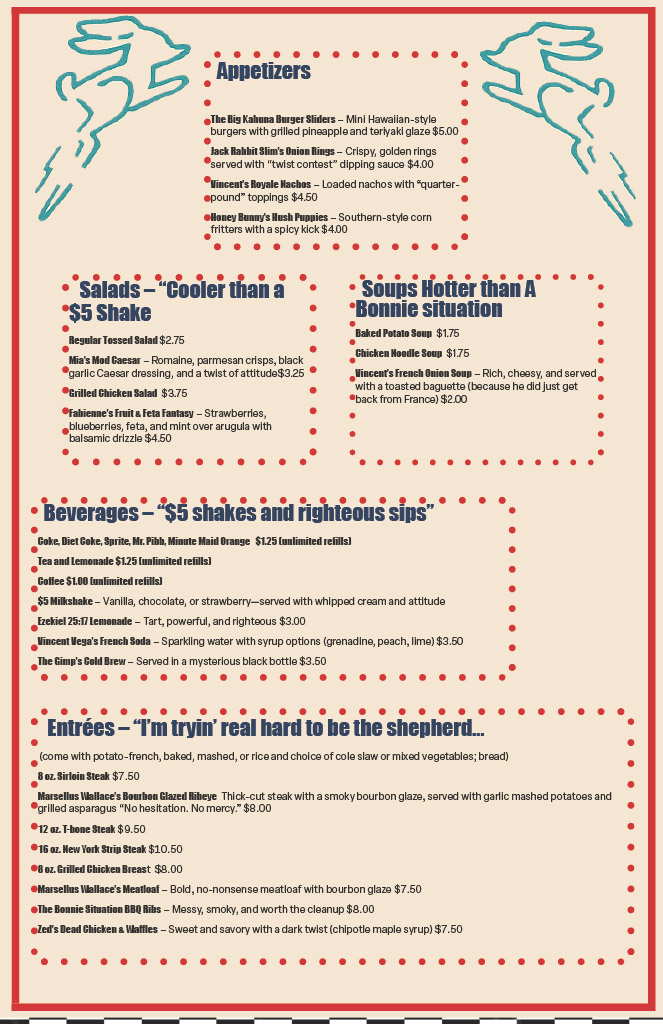 Appetizers
The Big Kahuna Burger Sliders – Mini Hawaiian-style
burgers with grilled pineapple and teriyaki glaze $5.00
Jack Rabbit Slim's Onion Rings – Crispy, golden rings
served with “twist contest” dipping sauce $4.00
Vincent's Royale Nachos – Loaded nachos with “quarter-
pound” toppings $4.50
Honey Bunny's Hush Puppies – Southern-style corn
fritters with a spicy kick $4.00
Salads – “Cooler than a
$5 Shake
Regular Tossed Salad $2.75
Mia's Mod Caesar – Romaine, parmesan crisps, black
garlic Caesar dressing, and a twist of attitude$3.25
Grilled Chicken Salad $3.75
Fabienne's Fruit & Feta Fantasy – Strawberries,
blueberries, feta, and mint over arugula with
balsamic drizzle $4.50
Soups Hotter than A
Bonnie situation
Baked Potato Soup $1.75
Chicken Noodle Soup $1.75
Vincent's French Onion Soup – Rich, cheesy, and served
with a toasted baguette (because he did just get
back from France) $2.00
Beverages – “$5 shakes and righteous sips”
Coke, Diet Coke, Sprite, Mr. Pibb, Minute Maid Orange $1.25 (unlimited refills)
Tea and Lemonade $1.25 (unlimited refills)
Coffee $1.00 (unlimited refills)
$5 Milkshake – Vanilla, chocolate, or strawberry—served with whipped cream and attitude
Ezekiel 25:17 Lemonade – Tart, powerful, and righteous $3.00
Vincent Vega's French Soda – Sparkling water with syrup options (grenadine, peach, lime) $3.50
The Gimp's Cold Brew – Served in a mysterious black bottle $3.50
Entrées – “I'm tryin' real hard to be the shepherd...
(come with potato-french, baked, mashed, or rice and choice of cole slaw or mixed vegetables; bread)
8 oz. Sirloin Steak $7.50
Marsellus Wallace's Bourbon Glazed Ribeye Thick-cut steak with a smoky bourbon glaze, served with garlic mashed potatoes and
grilled asparagus “No hesitation. No mercy.” $8.00
12 oz. T-bone Steak $9.50
16 oz. New York Strip Steak $10.50
8 oz. Grilled Chicken Breast $8.00
Marsellus Wallace's Meatloaf – Bold, no-nonsense meatloaf with bourbon glaze $7.50
The Bonnie Situation BBQ Ribs – Messy, smoky, and worth the cleanup $8.00
Zed's Dead Chicken & Waffles – Sweet and savory with a dark twist (chipotle maple syrup) $7.50